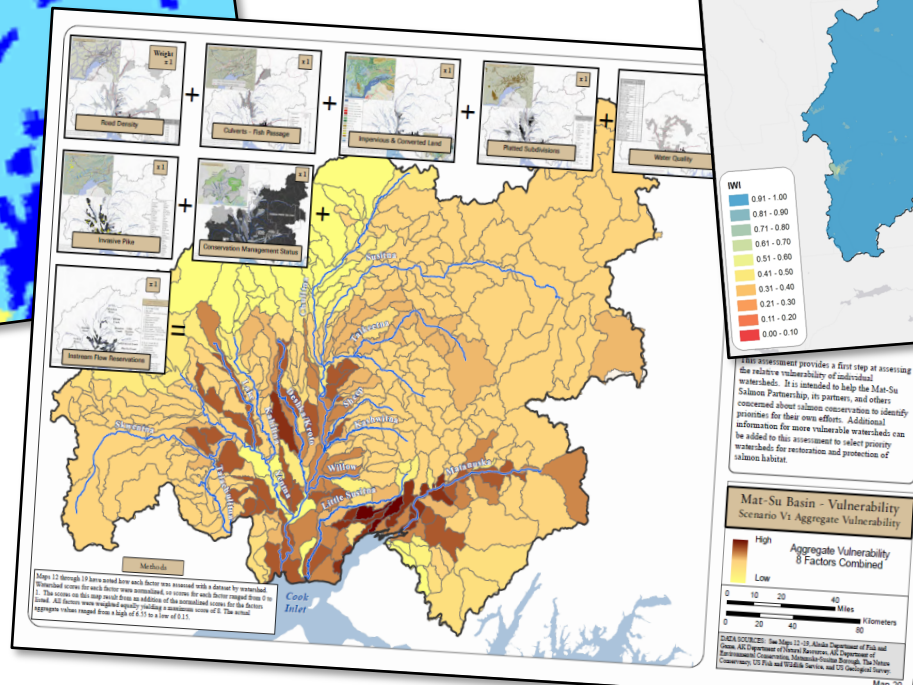 Weight
x 1
Road Density
+
x 1
Culverts - Fish Passage
+
x 1
Impervious & Converted Land
+
x 1
Platted Subdivisions
+
Water Quality
Invasive Pike
+
x 1
Conservation Management Status
+
x 1
Instream Flow Reservations
=
Susitna
Chulitna
Talkeetna
Kashwitna
Willow
Little Susitna
Matanuska
Skwentna
Yentna
Cook
Inlet
Methods
Maps 12 through 19 have noted how each factor was assessed with a dataset by watershed.
Watershed scores for each factor were normalized, so scores for each factor ranged from 0 to
1. The scores on this map result from an addition of the normalized scores for the factors
listed. All factors were weighted equally yielding a maximum score of 8. The actual
aggregate values ranged from a high of 6.55 to a low of 0.15.
IWI
0.91 - 1.00
0.81 - 0.90
0.71 - 0.80
0.61 - 0.70
0.51 - 0.60
0.41 - 0.50
0.31 - 0.40
0.21 - 0.30
0.11 - 0.20
0.00 - 0.10
This assessment provides a first step at assessing
the relative vulnerability of individual
watersheds. It is intended to help the Mat-Su
Salmon Partnership, its partners, and others
concerned about salmon conservation to identify
priorities for their own efforts. Additional
information for more vulnerable watersheds can
be added to this assessment to select priority
watersheds for restoration and protection of
salmon habitat.
Mat-Su Basin - Vulnerability
Scenario V1 Aggregate Vulnerability
High
Low
Aggregate Vulnerability
8 Factors Combined
0 10 20 40
Miles
Kilometers
0 20 40 80
DATA SOURCES: See Maps 12 -19, Alaska Department of Fish and
Game, AK Department of Natural Resources, AK Department of
Environmental Conservation, Matanuska-Susitna Borough, The Nature
Conservancy, US Fish and Wildlife Service, and US Geological Survey.
Map 20